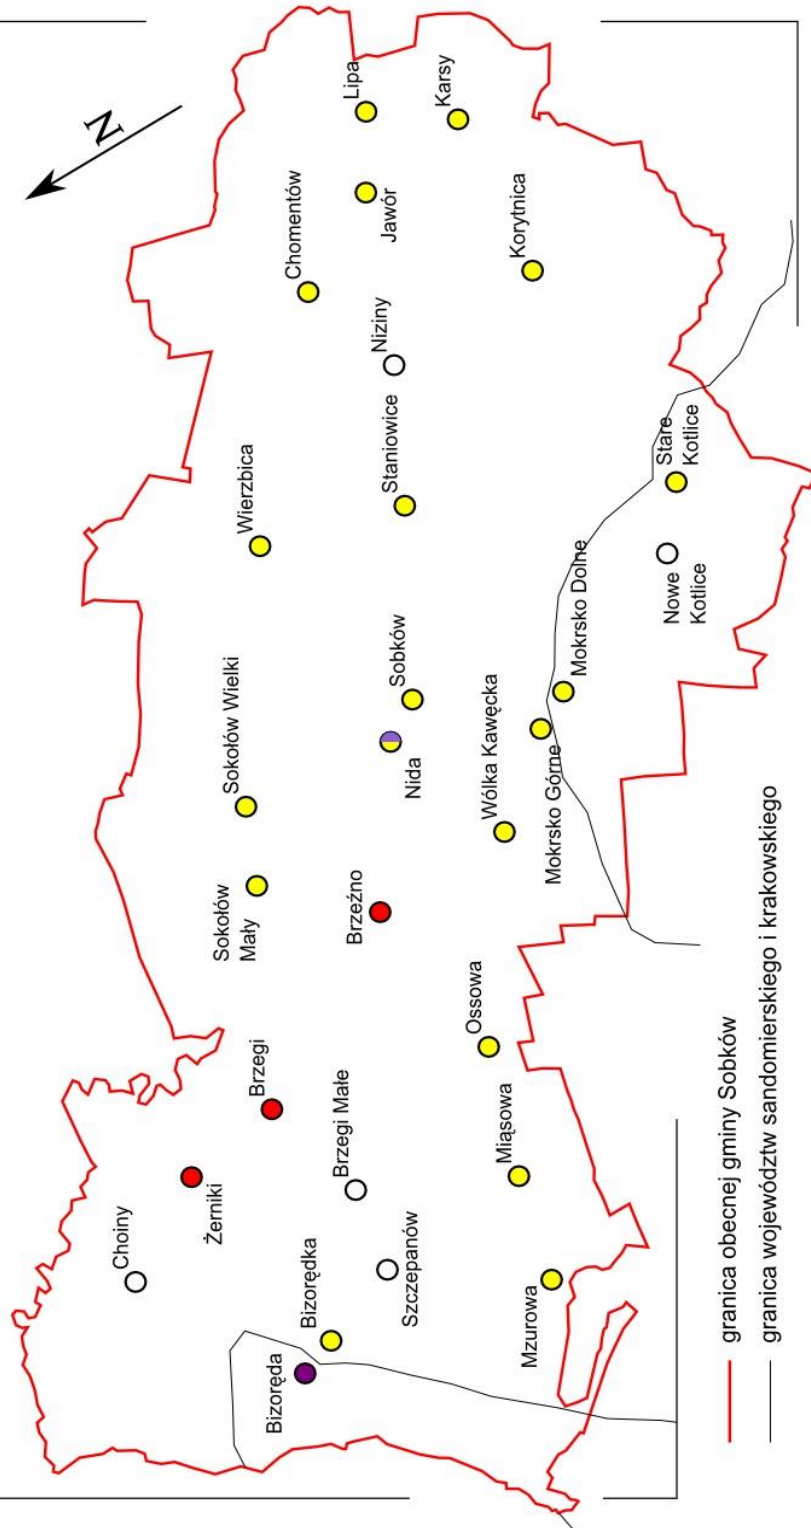 N
Choiny
Żerniki
Brzegi
Bizoręda
Bizorędka
Brzegi Małe
Szczepanów
Mzurowa
Miąsowa
Ossowa
Sokołów
Mały
Sokołów Wielki
Brzeźno
Nida
Sobków
Wólka Kawęcka
Mokrsko Górne
Mokrsko Dolne
Wierzbica
Staniowice
Nowe
Kotlice
Stare
Kotlice
Chomentów
Niziny
Jawór
Lipa
Karsy
Korytnica
granica obecnej gminy Sobków
granica województw sandomierskiego i krakowskiego